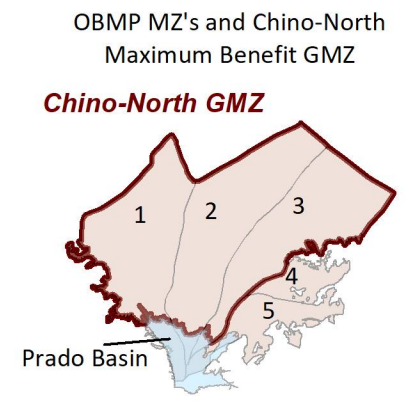 OBMP MZ's and Chino-North
Maximum Benefit GMZ
Chino-North GMZ
1
2
3
4
5
Prado Basin